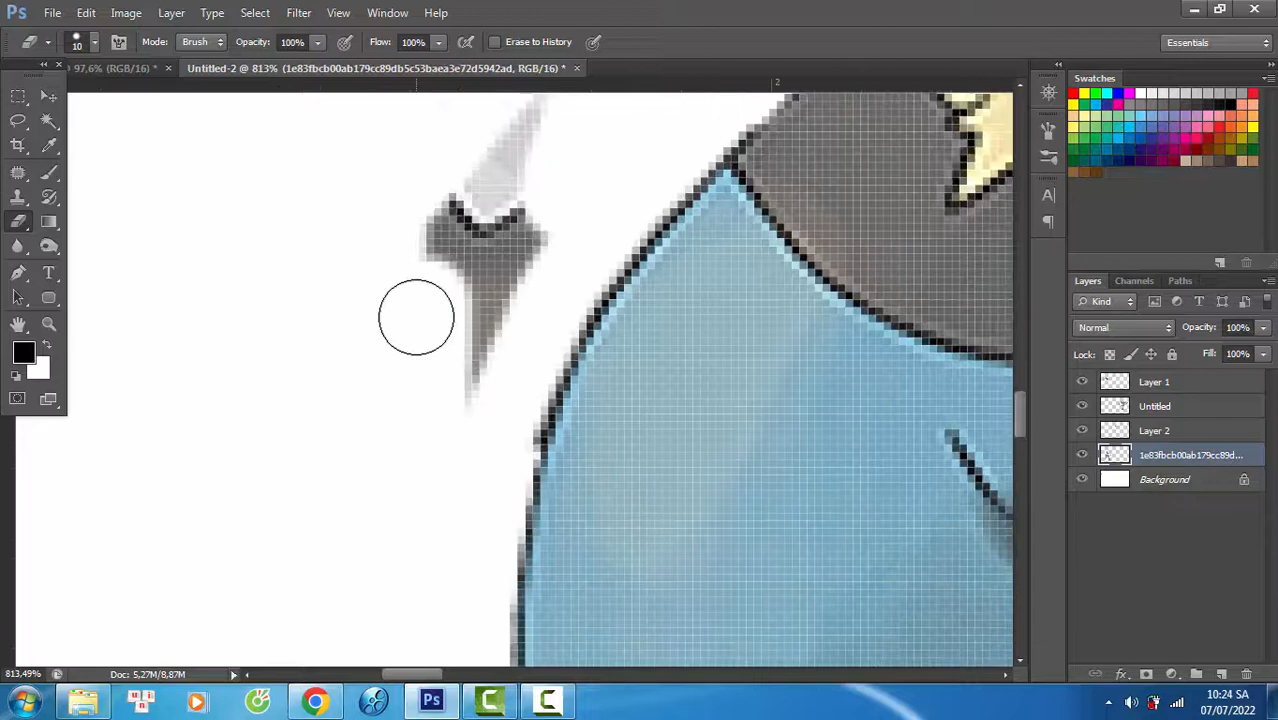 Ps File Edit Image Layer Type Select Filter View Window Help
10 Mode: Brush Opacity: 100% Flow: 100% Erase to History Essentials
97,6% (RGB/16) * × Untitled-2 @ 813% (1e83fbcb00ab179cc89db5c53baea3e72d5942ad, RGB/16) * ×
2
Swatches
Layers Channels Paths
Kind
Normal Opacity: 100%
Lock: Fill: 100%
Layer 1
Untitled
Layer 2
1e83fbcb00ab179cc89d...
Background
813,49% Doc: 5,27M/8,87M
u i n Ps C C
10:24 SA
07/07/2022